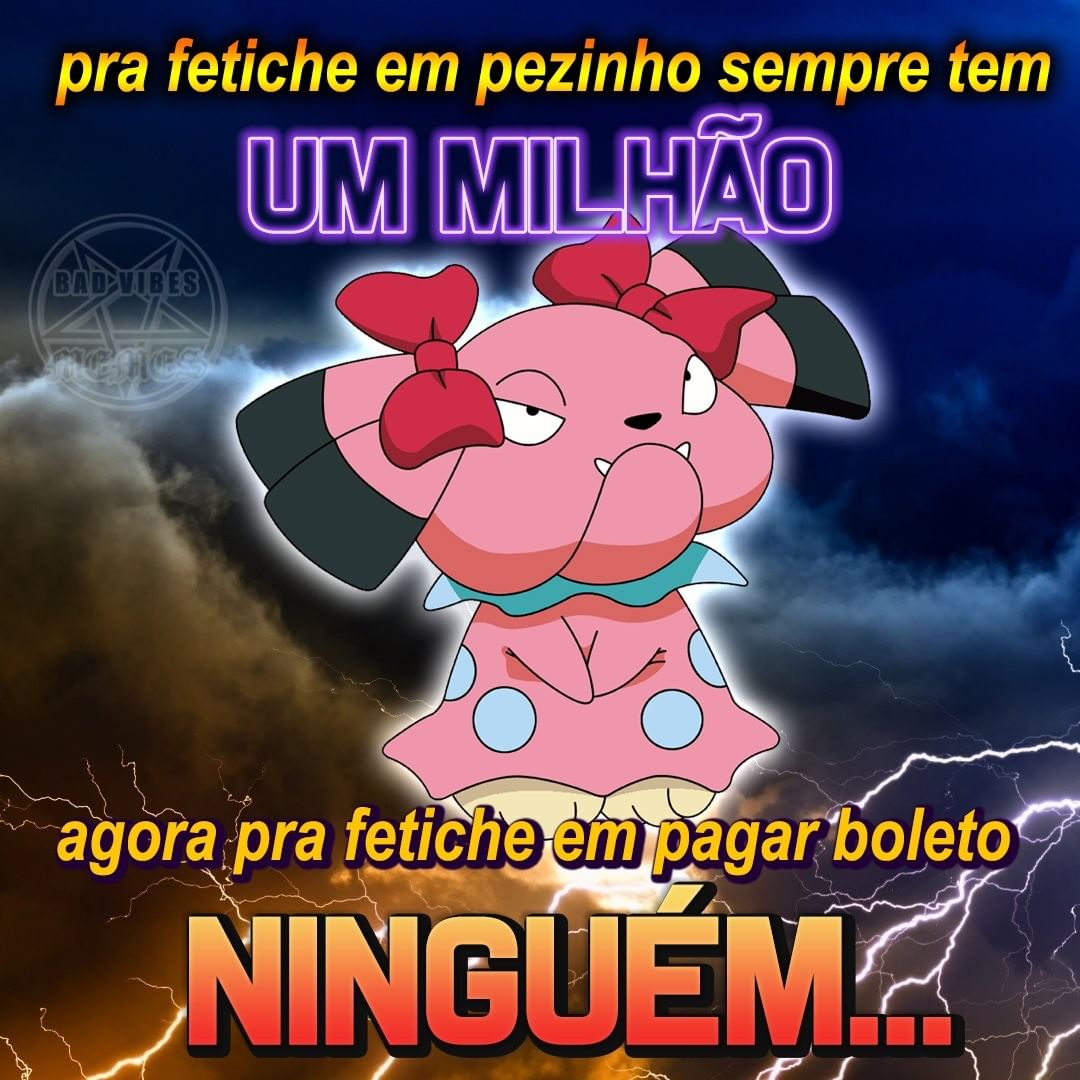 pra fetiche em pezinho sempre tem
UM MILHÃO
BAD VIBES
MEMES
agora pra fetiche em pagar boleto
NINGUÉM...